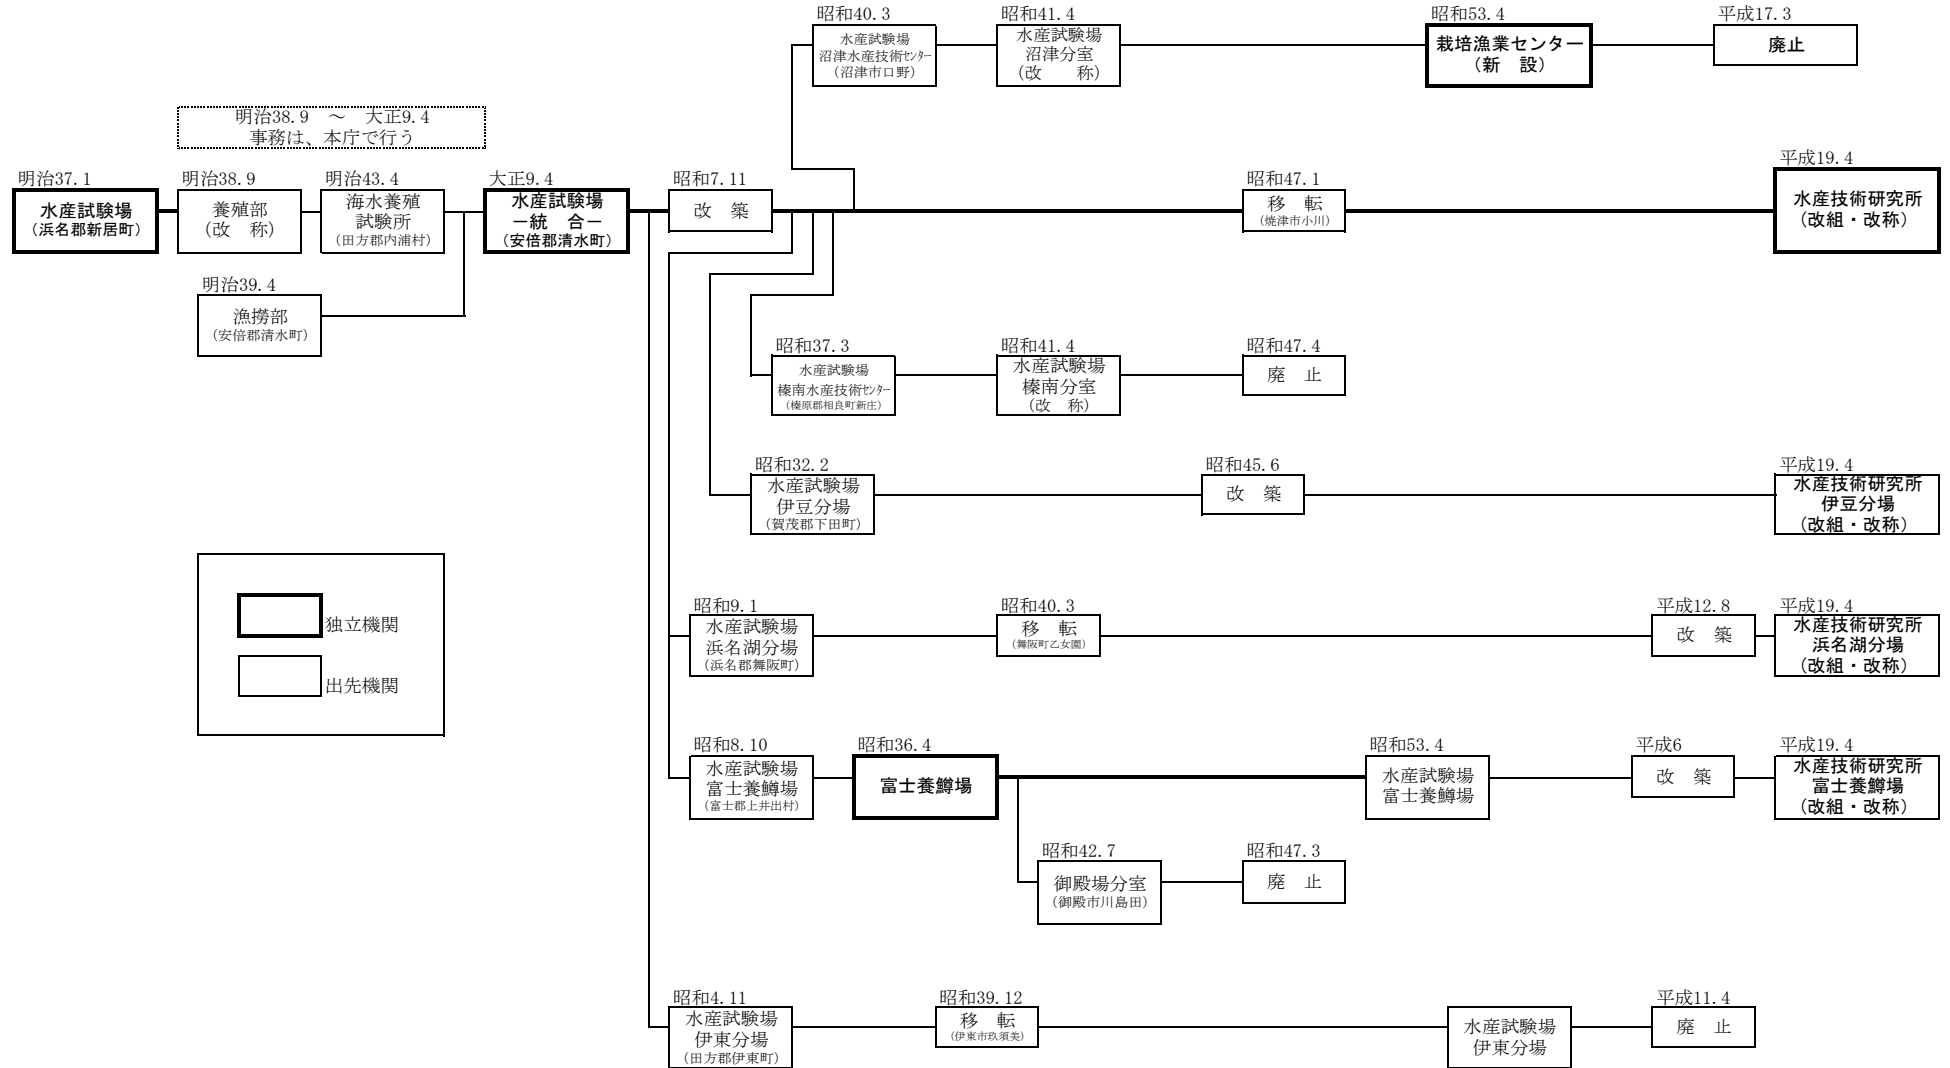 昭和40.3
水産試験場
沼津水産技術センター
（沼津市口野）
昭和41.4
水産試験場
沼津分室
（改　　称）
昭和53.4
栽培漁業センター
（新　設）
平成17.3
廃止
明治38.9　～　大正9.4
事務は、本庁で行う
明治37.1
水産試験場
（浜名郡新居町）
明治38.9
養殖部
（改　称）
明治43.4
海水養殖
試験所
（田方郡内浦村）
大正9.4
水産試験場
－統　合－
（安倍郡清水町）
昭和7.11
改　築
昭和47.1
移　転
（焼津市小川）
平成19.4
水産技術研究所
（改組・改称）
明治39.4
漁撈部
（安倍郡清水町）
昭和37.3
水産試験場
榛南水産技術センター
（榛原郡相良町新庄）
昭和41.4
水産試験場
榛南分室
（改　称）
昭和47.4
廃　止
昭和32.2
水産試験場
伊豆分場
（賀茂郡下田町）
昭和45.6
改　築
平成19.4
水産技術研究所
伊豆分場
（改組・改称）
独立機関
出先機関
昭和9.1
水産試験場
浜名湖分場
（浜名郡舞阪町）
昭和40.3
移　転
（舞阪町乙女園）
平成12.8
改　築
平成19.4
水産技術研究所
浜名湖分場
（改組・改称）
昭和8.10
水産試験場
富士養鱒場
（富士郡上井出村）
昭和36.4
富士養鱒場
昭和53.4
水産試験場
富士養鱒場
平成6
改　築
平成19.4
水産技術研究所
富士養鱒場
（改組・改称）
昭和42.7
御殿場分室
（御殿市川島田）
昭和47.3
廃　止
昭和4.11
水産試験場
伊東分場
（田方郡伊東町）
昭和39.12
移　転
（伊東市玖須美）
水産試験場
伊東分場
平成11.4
廃　止